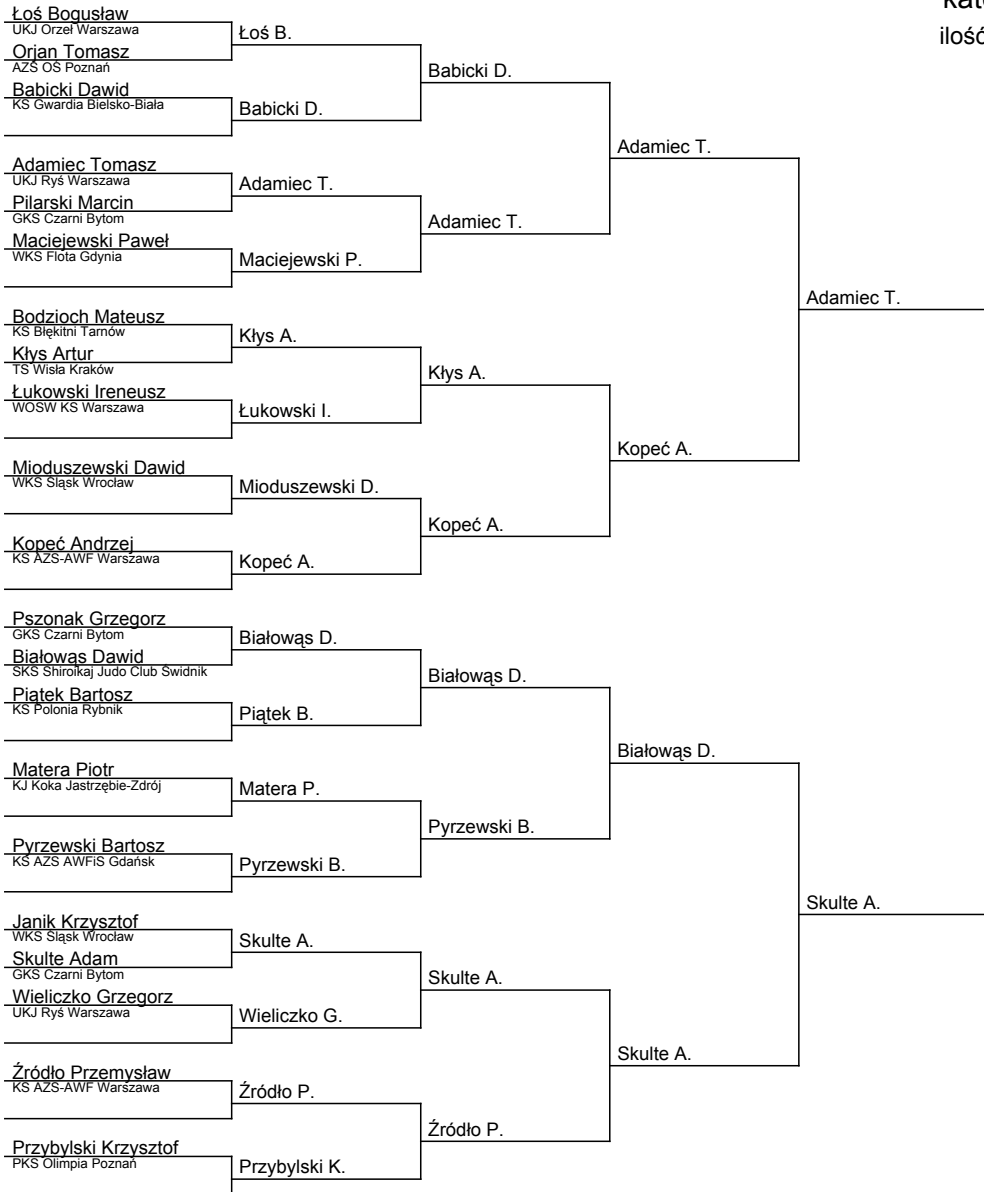 kate
ilość
Łoś Bogusław
UKJ Orzeł Warszawa
Orjan Tomasz
AZS OŚ Poznań
Babicki Dawid
KS Gwardia Bielsko-Biała
Adamiec Tomasz
UKJ Ryś Warszawa
Pilarski Marcin
GKS Czarni Bytom
Maciejewski Paweł
WKS Flota Gdynia
Bodzioch Mateusz
KS Błękitni Tarnów
Kłys Artur
TS Wisła Kraków
Łukowski Ireneusz
WOSW KS Warszawa
Mioduszewski Dawid
WKS Śląsk Wrocław
Kopeć Andrzej
KS AZS-AWF Warszawa
Pszonak Grzegorz
GKS Czarni Bytom
Białowąs Dawid
SKS Shiroikaj Judo Club Świdnik
Piątek Bartosz
KS Polonia Rybnik
Matera Piotr
KJ Koka Jastrzębie-Zdrój
Pyrzewski Bartosz
KS AZS AWFiS Gdańsk
Janik Krzysztof
WKS Śląsk Wrocław
Skulte Adam
GKS Czarni Bytom
Wieliczko Grzegorz
UKJ Ryś Warszawa
Źródło Przemysław
KS AZS-AWF Warszawa
Przybylski Krzysztof
PKS Olimpia Poznań
Łoś B.
Babicki D.
Adamiec T.
Maciejewski P.
Kłys A.
Łukowski I.
Mioduszewski D.
Kopeć A.
Białowąs D.
Piątek B.
Matera P.
Pyrzewski B.
Skulte A.
Wieliczko G.
Źródło P.
Przybylski K.
Babicki D.
Adamiec T.
Kłys A.
Kopeć A.
Białowąs D.
Pyrzewski B.
Skulte A.
Źródło P.
Adamiec T.
Kopeć A.
Białowąs D.
Skulte A.
Adamiec T.
Skulte A.